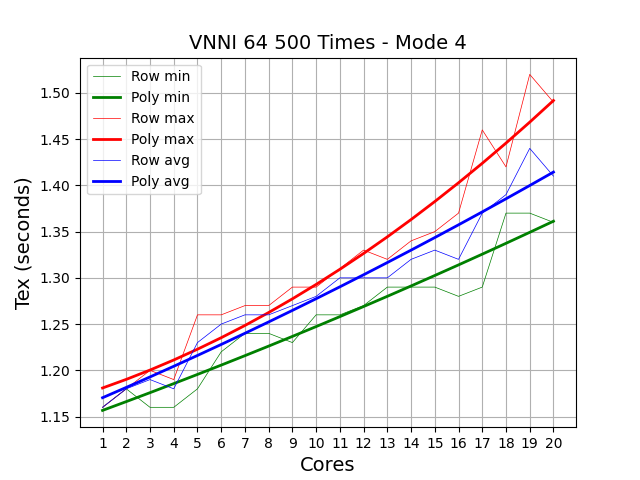 VNNI 64 500 Times - Mode 4
Row min
Poly min
Row max
Poly max
Row avg
Poly avg
Tex (seconds)
1.50
1.45
1.40
1.35
1.30
1.25
1.20
1.15
1 2 3 4 5 6 7 8 9 10 11 12 13 14 15 16 17 18 19 20
Cores